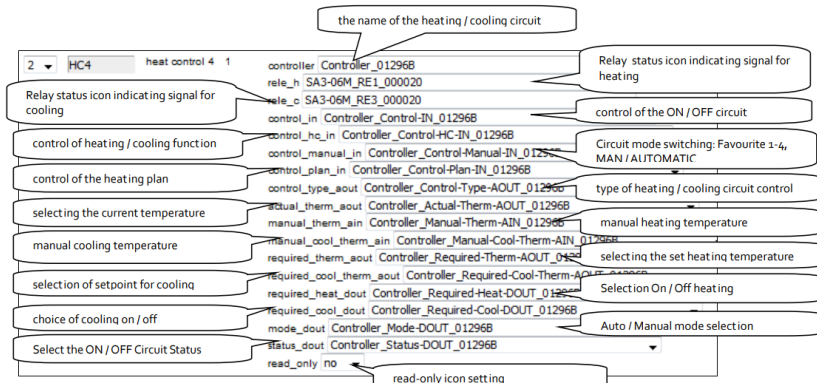 the name of the heating / cooling circuit
2 HC4 heat control 4 1 controller Controller_01296B
Relay status icon indicating signal for
heating
rele_h SA3-06M_RE1_000020
Relay status icon indicating signal for
cooling
rele_c SA3-06M_RE3_000020
control_in Controller_Control-IN_01296B
control of the ON / OFF circuit
control of heating / cooling function
control_hc_in Controller_Control-HC-IN_01296B
Circuit mode switching: Favourite 1-4,
MAN / AUTOMATIC
control_manual_in Controller_Control-Manual-IN_01296B
control of the heating plan
control_plan_in Controller_Control-Plan-IN_01296B
control_type_aout Controller_Control-Type-AOUT_01296B
type of heating / cooling circuit control
selecting the current temperature
actual_therm_aout Controller_Actual-Therm-AOUT_01296B
manual_therm_ain Controller_Manual-Therm-AIN_01296B
manual heating temperature
manual cooling temperature
manual_cool_therm_ain Controller_Manual-Cool-Therm-AIN_01296B
required_therm_aout Controller_Required-Therm-AOUT_01296B
selecting the set heating temperature
selection of setpoint for cooling
required_cool_therm_aout Controller_Required-Cool-Therm-AOUT_01296B
required_heat_dout Controller_Required-Heat-DOUT_01296B
Selection On / Off heating
choice of cooling on / off
required_cool_dout Controller_Required-Cool-DOUT_01296B
mode_dout Controller_Mode-DOUT_01296B
Auto / Manual mode selection
Select the ON / OFF Circuit Status
status_dout Controller_Status-DOUT_01296B
read_only no
read-only icon setting